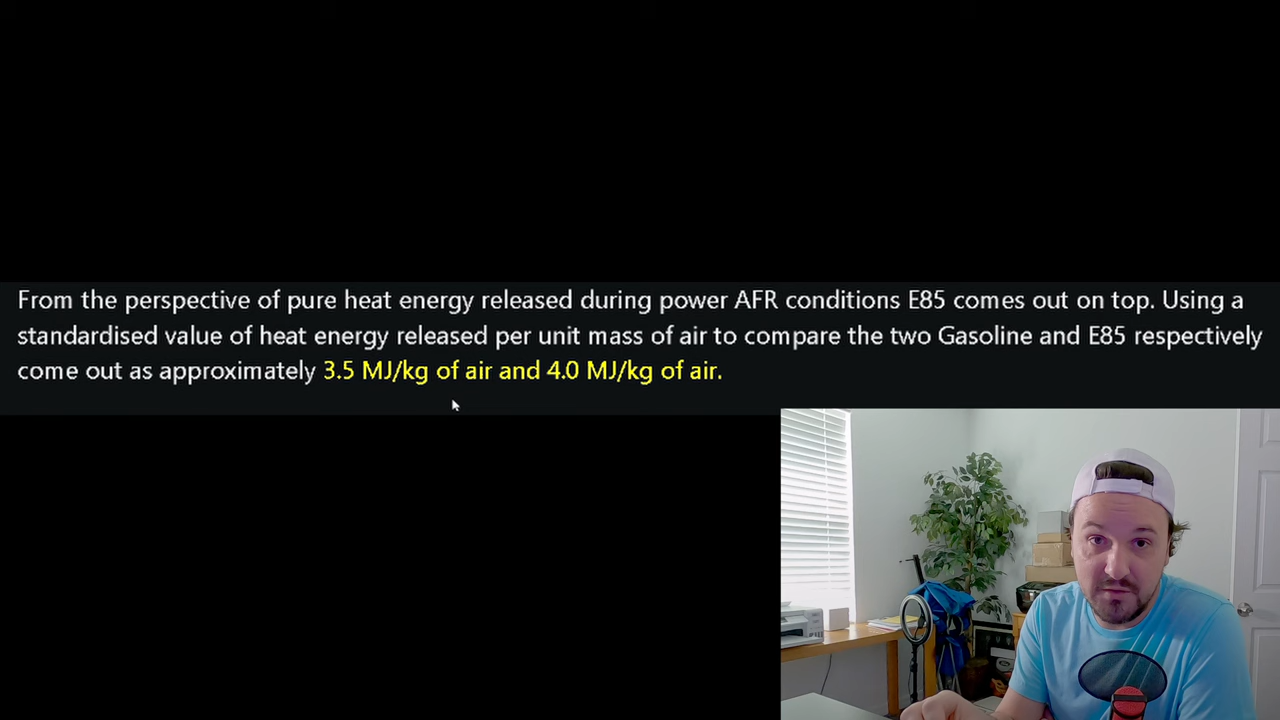 From the perspective of pure heat energy released during power AFR conditions E85 comes out on top. Using a
standardised value of heat energy released per unit mass of air to compare the two Gasoline and E85 respectively
come out as approximately 3.5 MJ/kg of air and 4.0 MJ/kg of air.